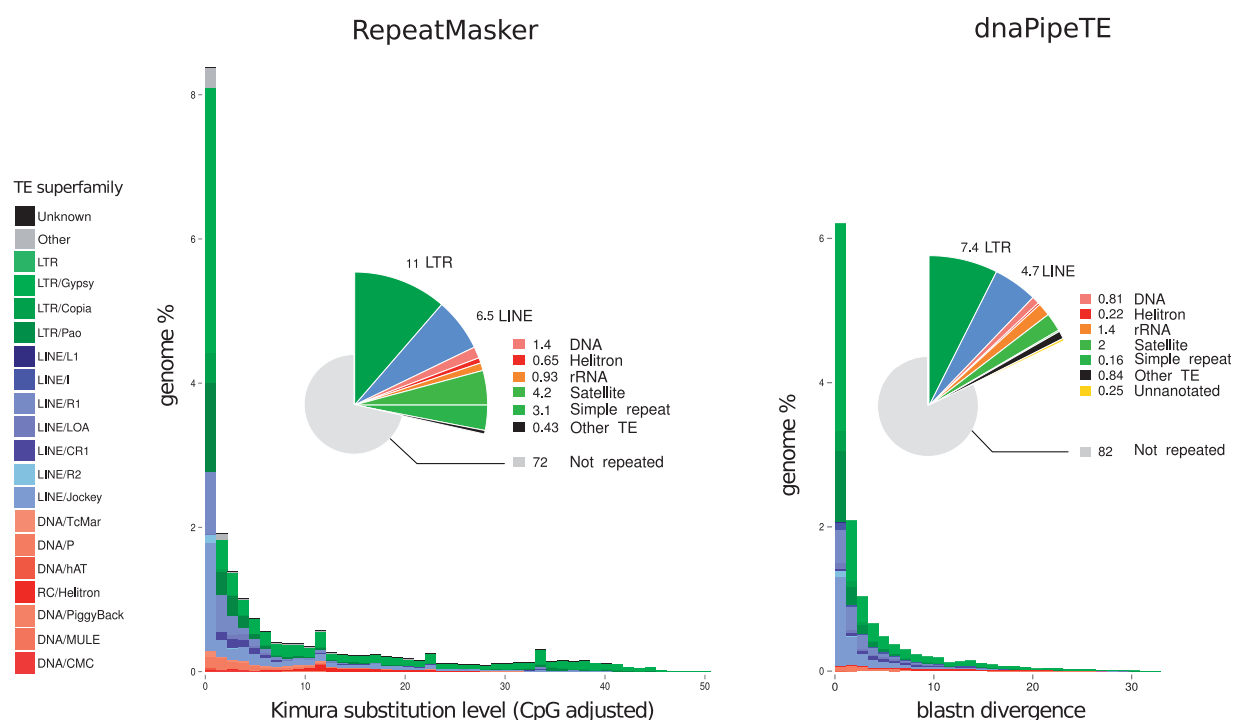 RepeatMasker
dnaPipeTE
TE superfamily
Unknown
Other
LTR
LTR/Gypsy
LTR/Copia
LTR/Pao
LINE/L1
LINE/I
LINE/R1
LINE/LOA
LINE/CR1
LINE/R2
LINE/Jockey
DNA/TcMar
DNA/P
DNA/hAT
RC/Helitron
DNA/PiggyBack
DNA/MULE
DNA/CMC
genome %
8
6
4
2
0
0 10 20 30 40 50
Kimura substitution level (CpG adjusted)
11 LTR
6.5 LINE
1.4 DNA
0.65 Helitron
0.93 rRNA
4.2 Satellite
3.1 Simple repeat
0.43 Other TE
72 Not repeated
genome %
6
4
2
0
0 10 20 30
blastn divergence
7.4 LTR
4.7 LINE
0.81 DNA
0.22 Helitron
1.4 rRNA
2 Satellite
0.16 Simple repeat
0.84 Other TE
0.25 Unnanotated
82 Not repeated